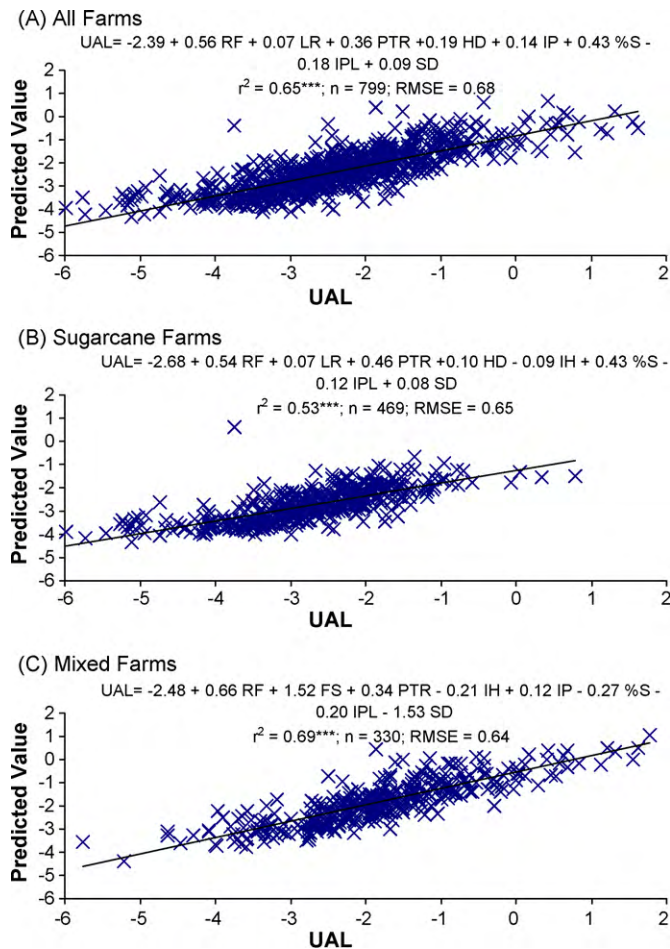 (A) All Farms
UAL= -2.39 + 0.56 RF + 0.07 LR + 0.36 PTR +0.19 HD + 0.14 IP + 0.43 %S -
0.18 IPL + 0.09 SD
r² = 0.65***; n = 799; RMSE = 0.68
Predicted Value
2
1
0
-1
-2
-3
-4
-5
-6
-6 -5 -4 -3 -2 -1 0 1 2
UAL
(B) Sugarcane Farms
UAL= -2.68 + 0.54 RF + 0.07 LR + 0.46 PTR +0.10 HD - 0.09 IH + 0.43 %S -
0.12 IPL + 0.08 SD
r² = 0.53***; n = 469; RMSE = 0.65
Predicted Value
2
1
0
-1
-2
-3
-4
-5
-6
-6 -5 -4 -3 -2 -1 0 1 2
UAL
(C) Mixed Farms
UAL= -2.48 + 0.66 RF + 1.52 FS + 0.34 PTR - 0.21 IH + 0.12 IP - 0.27 %S -
0.20 IPL - 1.53 SD
r² = 0.69***; n = 330; RMSE = 0.64
Predicted Value
2
1
0
-1
-2
-3
-4
-5
-6
-6 -5 -4 -3 -2 -1 0 1 2
UAL